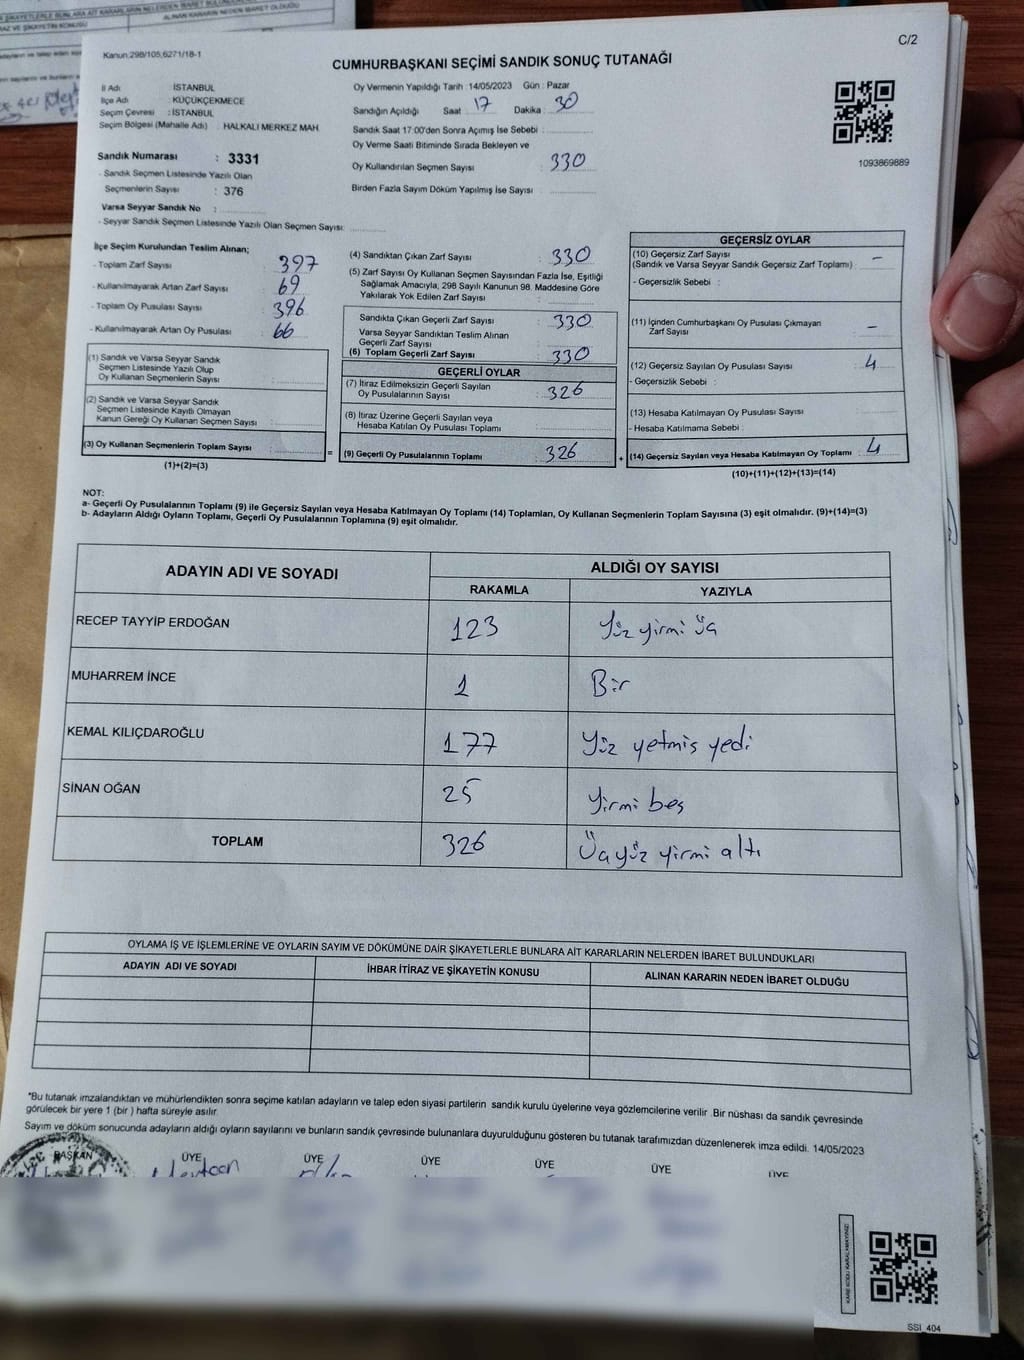 C/2
Kanun:298/105,6271/18-1
CUMHURBAŞKANI SEÇİMİ SANDIK SONUÇ TUTANAĞI
İl Adı : İSTANBUL
İlçe Adı : KÜÇÜKÇEKMECE
Seçim Çevresi : İSTANBUL
Seçim Bölgesi (Mahalle Adı) : HALKALI MERKEZ MAH.
Sandık Numarası : 3331
- Sandık Seçmen Listesinde Yazılı Olan
Seçmenlerin Sayısı : 376
Varsa Seyyar Sandık No :
- Seyyar Sandık Seçmen Listesinde Yazılı Olan Seçmen Sayısı:
Oy Vermenin Yapıldığı Tarih :14/05/2023 Gün : Pazar
Sandığın Açıldığı Saat : 17 Dakika : 30
Sandık Saat 17:00'den Sonra Açımış İse Sebebi :
Oy Verme Saati Bitiminde Sırada Bekleyen ve
Oy Kullandırılan Seçmen Sayısı : 330
Birden Fazla Sayım Döküm Yapılmış İse Sayısı :
1093869889
İlçe Seçim Kurulundan Teslim Alınan;
- Toplam Zarf Sayısı : 397
- Kullanılmayarak Artan Zarf Sayısı : 69
- Toplam Oy Pusulası Sayısı : 396
- Kullanılmayarak Artan Oy Pusulası : 66
(1) Sandık ve Varsa Seyyar Sandık
Seçmen Listesinde Yazılı Olup
Oy Kullanan Seçmenlerin Sayısı :
(2) Sandık ve Varsa Seyyar Sandık
Seçmen Listesinde Kayıtlı Olmayan
Kanun Gereği Oy Kullanan Seçmen Sayısı :
(3) Oy Kullanan Seçmenlerin Toplam Sayısı :
(1)+(2)=(3)
(4) Sandıktan Çıkan Zarf Sayısı : 330
(5) Zarf Sayısı Oy Kullanan Seçmen Sayısından Fazla İse, Eşitliği
Sağlamak Amacıyla, 298 Sayılı Kanunun 98. Maddesine Göre
Yakılarak Yok Edilen Zarf Sayısı :
Sandıkta Çıkan Geçerli Zarf Sayısı : 330
Varsa Seyyar Sandıktan Teslim Alınan
Geçerli Zarf Sayısı :
(6) Toplam Geçerli Zarf Sayısı : 330
GEÇERLİ OYLAR
(7) İtiraz Edilmeksizin Geçerli Sayılan
Oy Pusulalarının Sayısı : 326
(8) İtiraz Üzerine Geçerli Sayılan veya
Hesaba Katılan Oy Pusulası Toplamı :
= (9) Geçerli Oy Pusulalarının Toplamı : 326
GEÇERSİZ OYLAR
(10) Geçersiz Zarf Sayısı
(Sandık ve Varsa Seyyar Sandık Geçersiz Zarf Toplamı) : –
- Geçersizlik Sebebi :
(11) İçinden Cumhurbaşkanı Oy Pusulası Çıkmayan
Zarf Sayısı : –
(12) Geçersiz Sayılan Oy Pusulası Sayısı : 4
- Geçersizlik Sebebi :
(13) Hesaba Katılmayan Oy Pusulası Sayısı :
- Hesaba Katılmama Sebebi :
+ (14) Geçersiz Sayılan veya Hesaba Katılmayan Oy Toplamı : 4
(10)+(11)+(12)+(13)=(14)
NOT:
a- Geçerli Oy Pusulalarının Toplamı (9) ile Geçersiz Sayılan veya Hesaba Katılmayan Oy Toplamı (14) Toplamları, Oy Kullanan Seçmenlerin Toplam Sayısına (3) eşit olmalıdır. (9)+(14)=(3)
b- Adayların Aldığı Oyların Toplamı, Geçerli Oy Pusulalarının Toplamına (9) eşit olmalıdır.
ADAYIN ADI VE SOYADI ALDIĞI OY SAYISI
RAKAMLA YAZIYLA
RECEP TAYYİP ERDOĞAN 123 Yüz yirmi üç
MUHARREM İNCE 1 Bir
KEMAL KILIÇDAROĞLU 177 Yüz yetmiş yedi
SİNAN OĞAN 25 Yirmi beş
TOPLAM 326 Üçyüz yirmi altı
OYLAMA İŞ VE İŞLEMLERİNE VE OYLARIN SAYIM VE DÖKÜMÜNE DAİR ŞİKAYETLERLE BUNLARA AİT KARARLARIN NELERDEN İBARET BULUNDUKLARI
ADAYIN ADI VE SOYADI İHBAR İTİRAZ VE ŞİKAYETİN KONUSU ALINAN KARARIN NEDEN İBARET OLDUĞU
*Bu tutanak imzalandıktan ve mühürlendikten sonra seçime katılan adayların ve talep eden siyasi partilerin sandık kurulu üyelerine veya gözlemcilerine verilir .Bir nüshası da sandık çevresinde
görülecek bir yere 1 (bir ) hafta süreyle asılır.
Sayım ve döküm sonucunda adayların aldığı oyların sayılarını ve bunların sandık çevresinde bulunanlara duyurulduğunu gösteren bu tutanak tarafımızdan düzenlenerek imza edildi. 14/05/2023
BAŞKAN ÜYE ÜYE ÜYE ÜYE ÜYE ÜYE
SSI_404